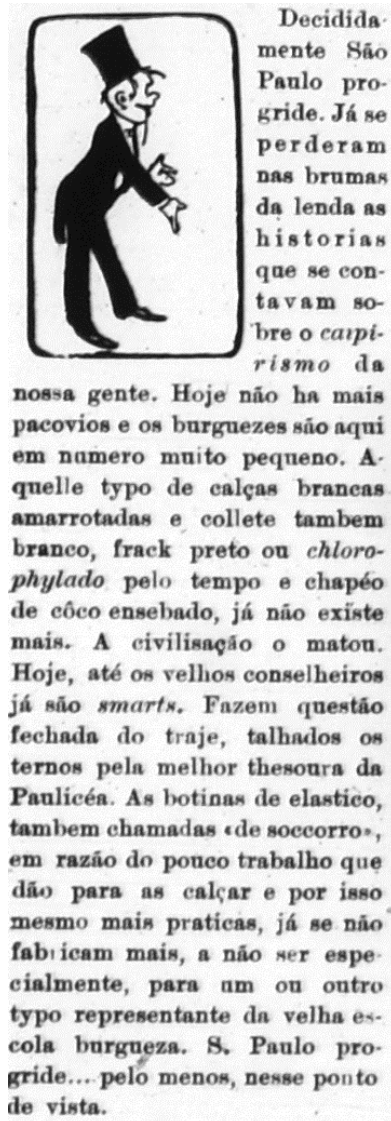 Decidida-
mente São
Paulo pro-
gride. Já se
perderam
nas brumas
da lenda as
historias
que se con-
tavam so-
bre o caipi-
rismo da
nossa gente. Hoje não ha mais
pacovios e os burguezes são aqui
em numero muito pequeno. A-
quelle typo de calças brancas
amarrotadas e collete tambem
branco, frack preto ou chloro-
phylado pelo tempo e chapéo
de côco ensebado, já não existe
mais. A civilisação o matou.
Hoje, até os velhos conselheiros
já são smarts. Fazem questão
fechada do traje, talhados os
ternos pela melhor thesoura da
Paulicéa. As botinas de elastico,
tambem chamadas «de soccorro»,
em razão do pouco trabalho que
dão para as calçar e por isso
mesmo mais praticas, já se não
fabricam mais, a não ser espe-
cialmente, para um ou outro
typo representante da velha es-
cola burgueza. S. Paulo pro-
gride... pelo menos, nesse ponto
de vista.